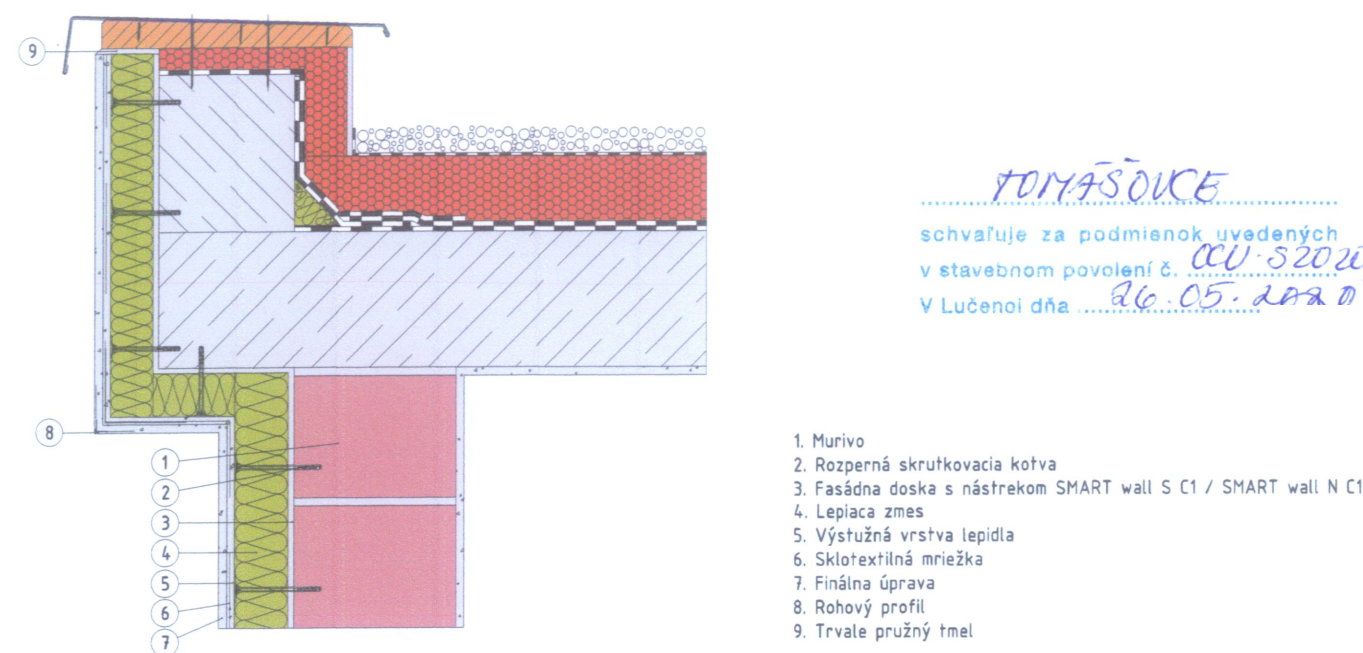 9
8
1
2
3
4
5
6
7
TOMÁŠOVCE
schvaľuje za podmienok uvedených
v stavebnom povolení č. OCU-S2020
V Lučenci dňa 26.05.2020
1. Murivo
2. Rozperná skrutkovacia kotva
3. Fasádna doska s nástrekom SMART wall S C1 / SMART wall N C1
4. Lepiaca zmes
5. Výstužná vrstva lepidla
6. Sklotextilná mriežka
7. Finálna úprava
8. Rohový profil
9. Trvale pružný tmel